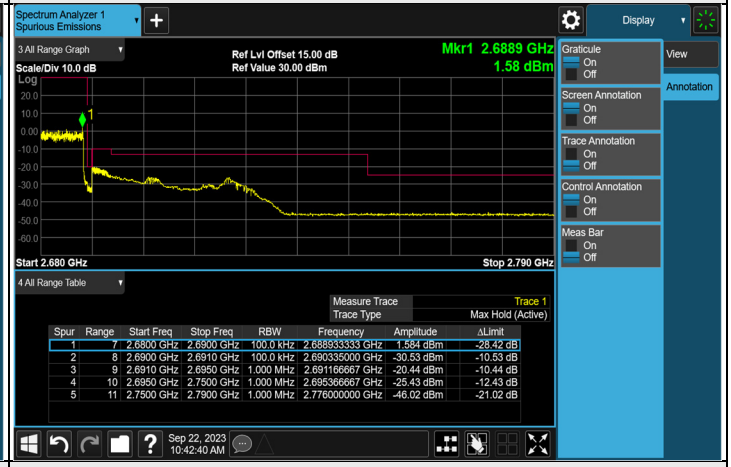 Spectrum Analyzer 1
Spurious Emissions
Display
3 All Range Graph
Ref Lvl Offset 15.00 dB
Mkr1 2.6889 GHz
Scale/Div 10.0 dB
Ref Value 30.00 dBm
1.58 dBm
Log
20.0
10.0
0.00
-10.0
-20.0
-30.0
-40.0
-50.0
-60.0
1
Start 2.680 GHz
Stop 2.790 GHz
Graticule
On
Off
Screen Annotation
On
Off
Trace Annotation
On
Off
Control Annotation
On
Off
Meas Bar
On
Off
View
Annotation
4 All Range Table
Measure Trace Trace 1
Trace Type Max Hold (Active)
Spur Range Start Freq Stop Freq RBW Frequency Amplitude ΔLimit
1 7 2.6800 GHz 2.6900 GHz 100.0 kHz 2.688933333 GHz 1.584 dBm -28.42 dB
2 8 2.6900 GHz 2.6910 GHz 100.0 kHz 2.690335000 GHz -30.53 dBm -10.53 dB
3 9 2.6910 GHz 2.6950 GHz 1.000 MHz 2.691166667 GHz -20.44 dBm -10.44 dB
4 10 2.6950 GHz 2.7500 GHz 1.000 MHz 2.695366667 GHz -25.43 dBm -12.43 dB
5 11 2.7500 GHz 2.7900 GHz 1.000 MHz 2.776000000 GHz -46.02 dBm -21.02 dB
Sep 22, 2023
10:42:40 AM